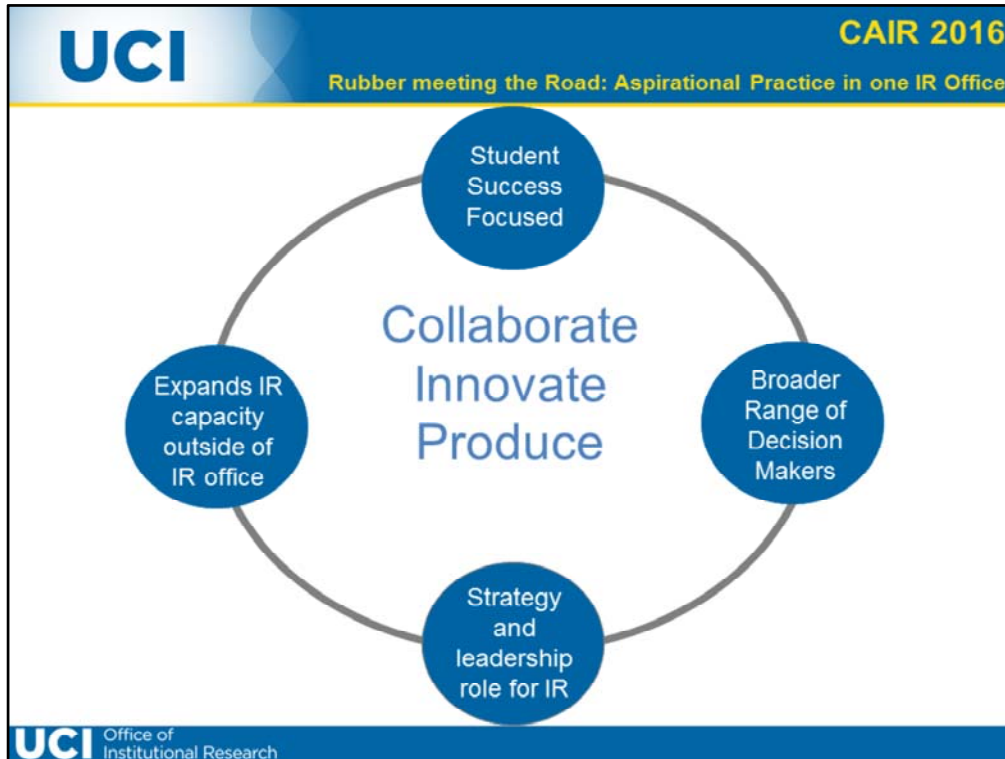 UCI
CAIR 2016
Rubber meeting the Road: Aspirational Practice in one IR Office
Student
Success
Focused
Collaborate
Innovate
Produce
Expands IR
capacity
outside of
IR office
Broader
Range of
Decision
Makers
Strategy
and
leadership
role for IR
UCI
Office of
Institutional Research